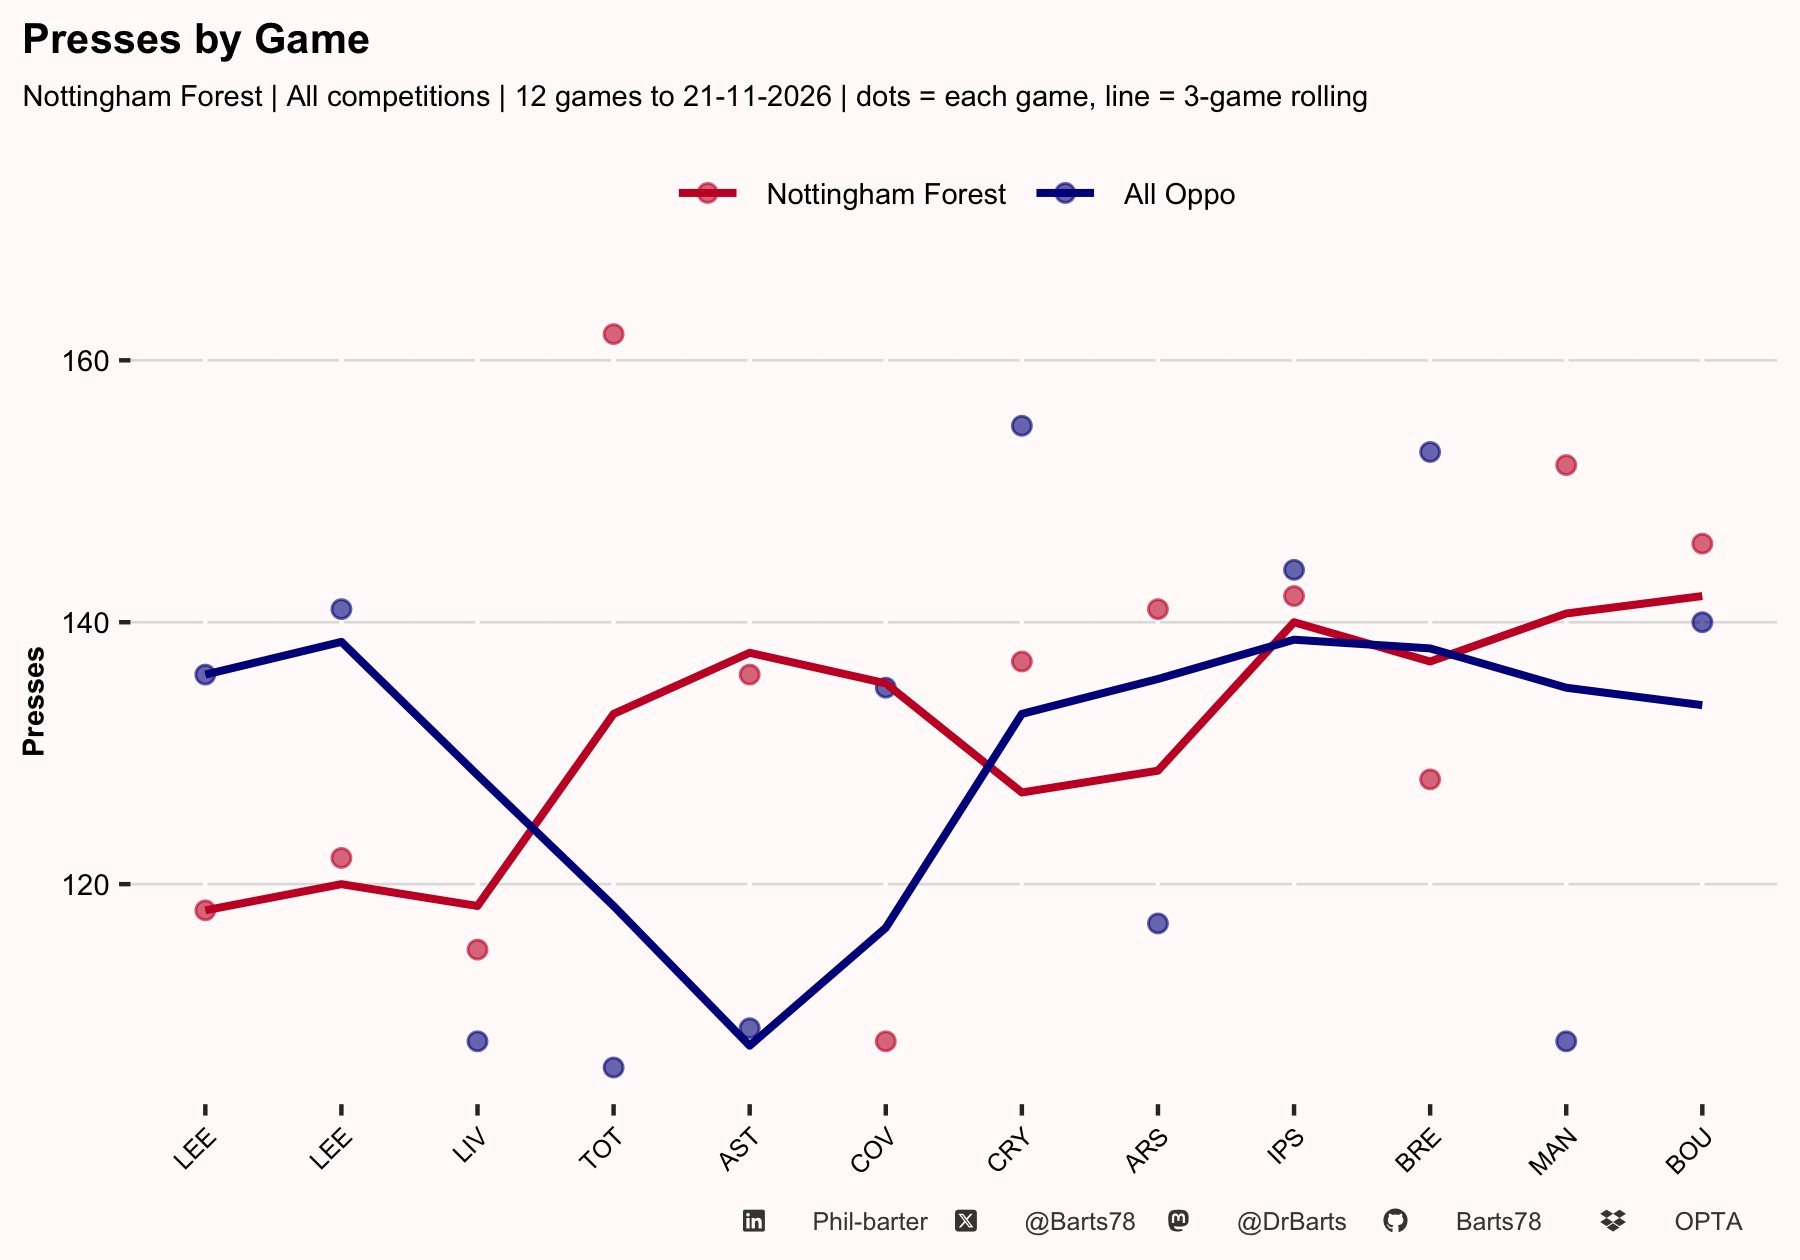 Presses by Game
Nottingham Forest | All competitions | 12 games to 21-11-2026 | dots = each game, line = 3-game rolling
Nottingham Forest All Oppo
160
140
120
Presses
LEE LEE LIV TOT AST COV CRY ARS IPS BRE MAN BOU
Phil-barter @Barts78 @DrBarts Barts78 OPTA